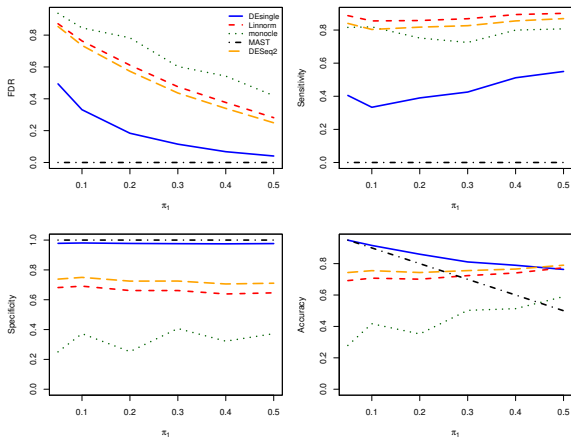 FDR
0.0 0.2 0.4 0.6 0.8
0.1 0.2 0.3 0.4 0.5
π1
DEsingle
Linnorm
monocle
MAST
DESeq2
Sensitivity
0.0 0.2 0.4 0.6 0.8
0.1 0.2 0.3 0.4 0.5
π1
Specificity
0.0 0.2 0.4 0.6 0.8 1.0
0.1 0.2 0.3 0.4 0.5
π1
Accuracy
0.0 0.2 0.4 0.6 0.8
0.1 0.2 0.3 0.4 0.5
π1